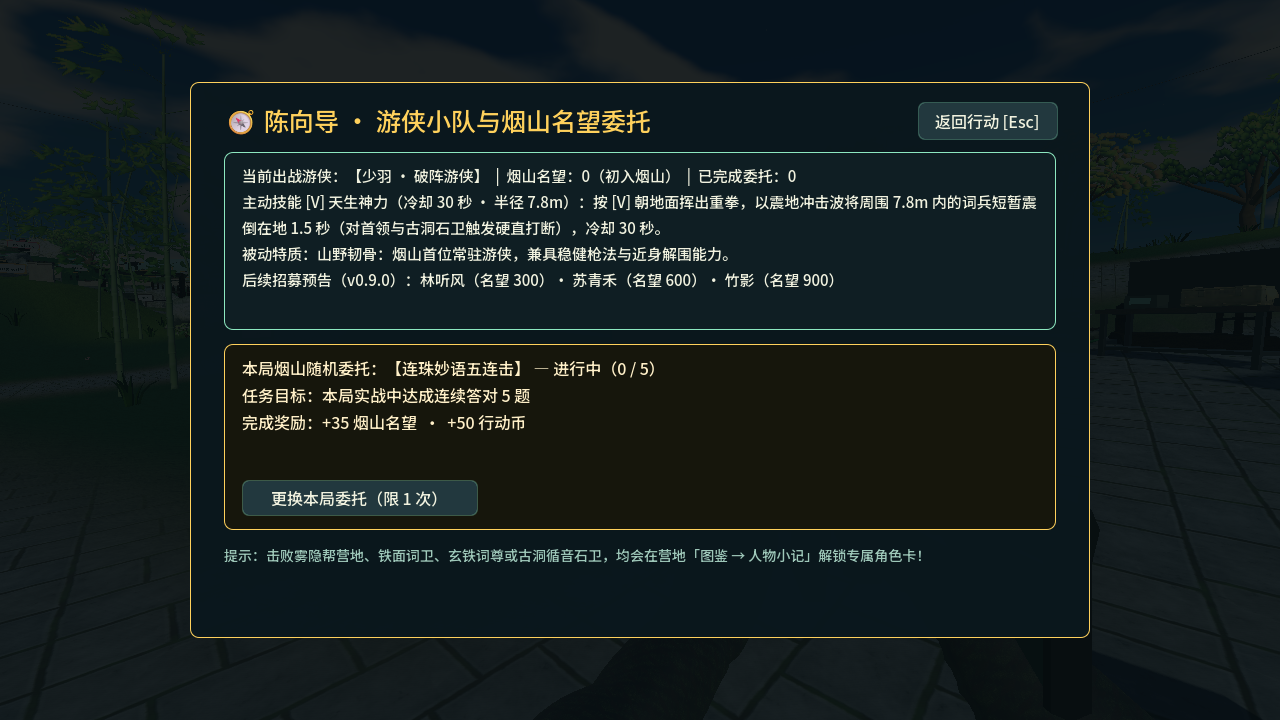 陈向导 · 游侠小队与烟山名望委托
返回行动 [Esc]
当前出战游侠：【少羽 · 破阵游侠】 ｜ 烟山名望：0（初入烟山） ｜ 已完成委托：0
主动技能 [V] 天生神力（冷却 30 秒 · 半径 7.8m）：按 [V] 朝地面挥出重拳，以震地冲击波将周围 7.8m 内的词兵短暂震
倒在地 1.5 秒（对首领与古洞石卫触发硬直打断），冷却 30 秒。
被动特质：山野韧骨：烟山首位常驻游侠，兼具稳健枪法与近身解围能力。
后续招募预告（v0.9.0）：林听风（名望 300） · 苏青禾（名望 600） · 竹影（名望 900）
本局烟山随机委托：【连珠妙语五连击】 — 进行中（0 / 5）
任务目标：本局实战中达成连续答对 5 题
完成奖励：+35 烟山名望 · +50 行动币
更换本局委托（限 1 次）
提示：击败雾隐帮营地、铁面词卫、玄铁词尊或古洞循音石卫，均会在营地「图鉴 → 人物小记」解锁专属角色卡！